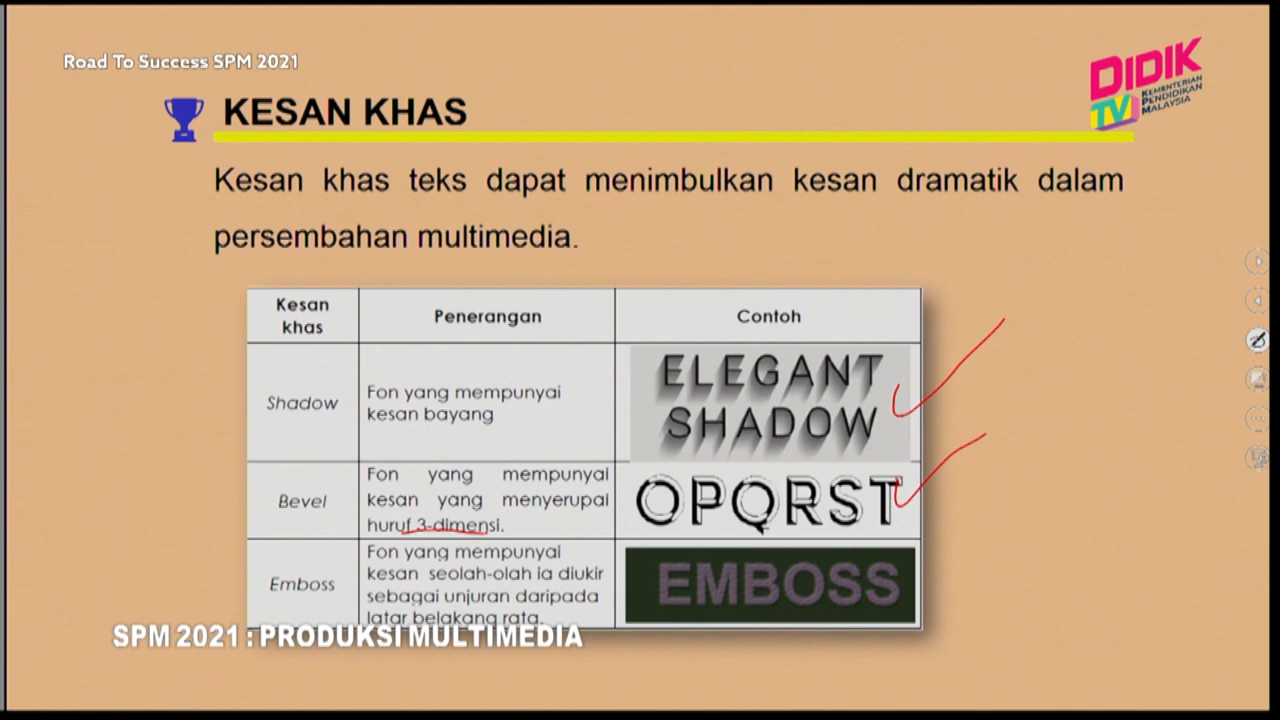 Road To Success SPM 2021
DIDIK
TV
KEMENTERIAN
PENDIDIKAN
MALAYSIA
KESAN KHAS
Kesan khas teks dapat menimbulkan kesan dramatik dalam
persembahan multimedia.
Kesan
khas
Penerangan
Contoh
Shadow
Fon yang mempunyai
kesan bayang
ELEGANT
SHADOW
Bevel
Fon yang mempunyai
kesan yang menyerupai
huruf 3-dimensi.
OPQRST
Emboss
Fon yang mempunyai
kesan seolah-olah ia diukir
sebagai unjuran daripada
latar belakang rata.
EMBOSS
SPM 2021 : PRODUKSI MULTIMEDIA